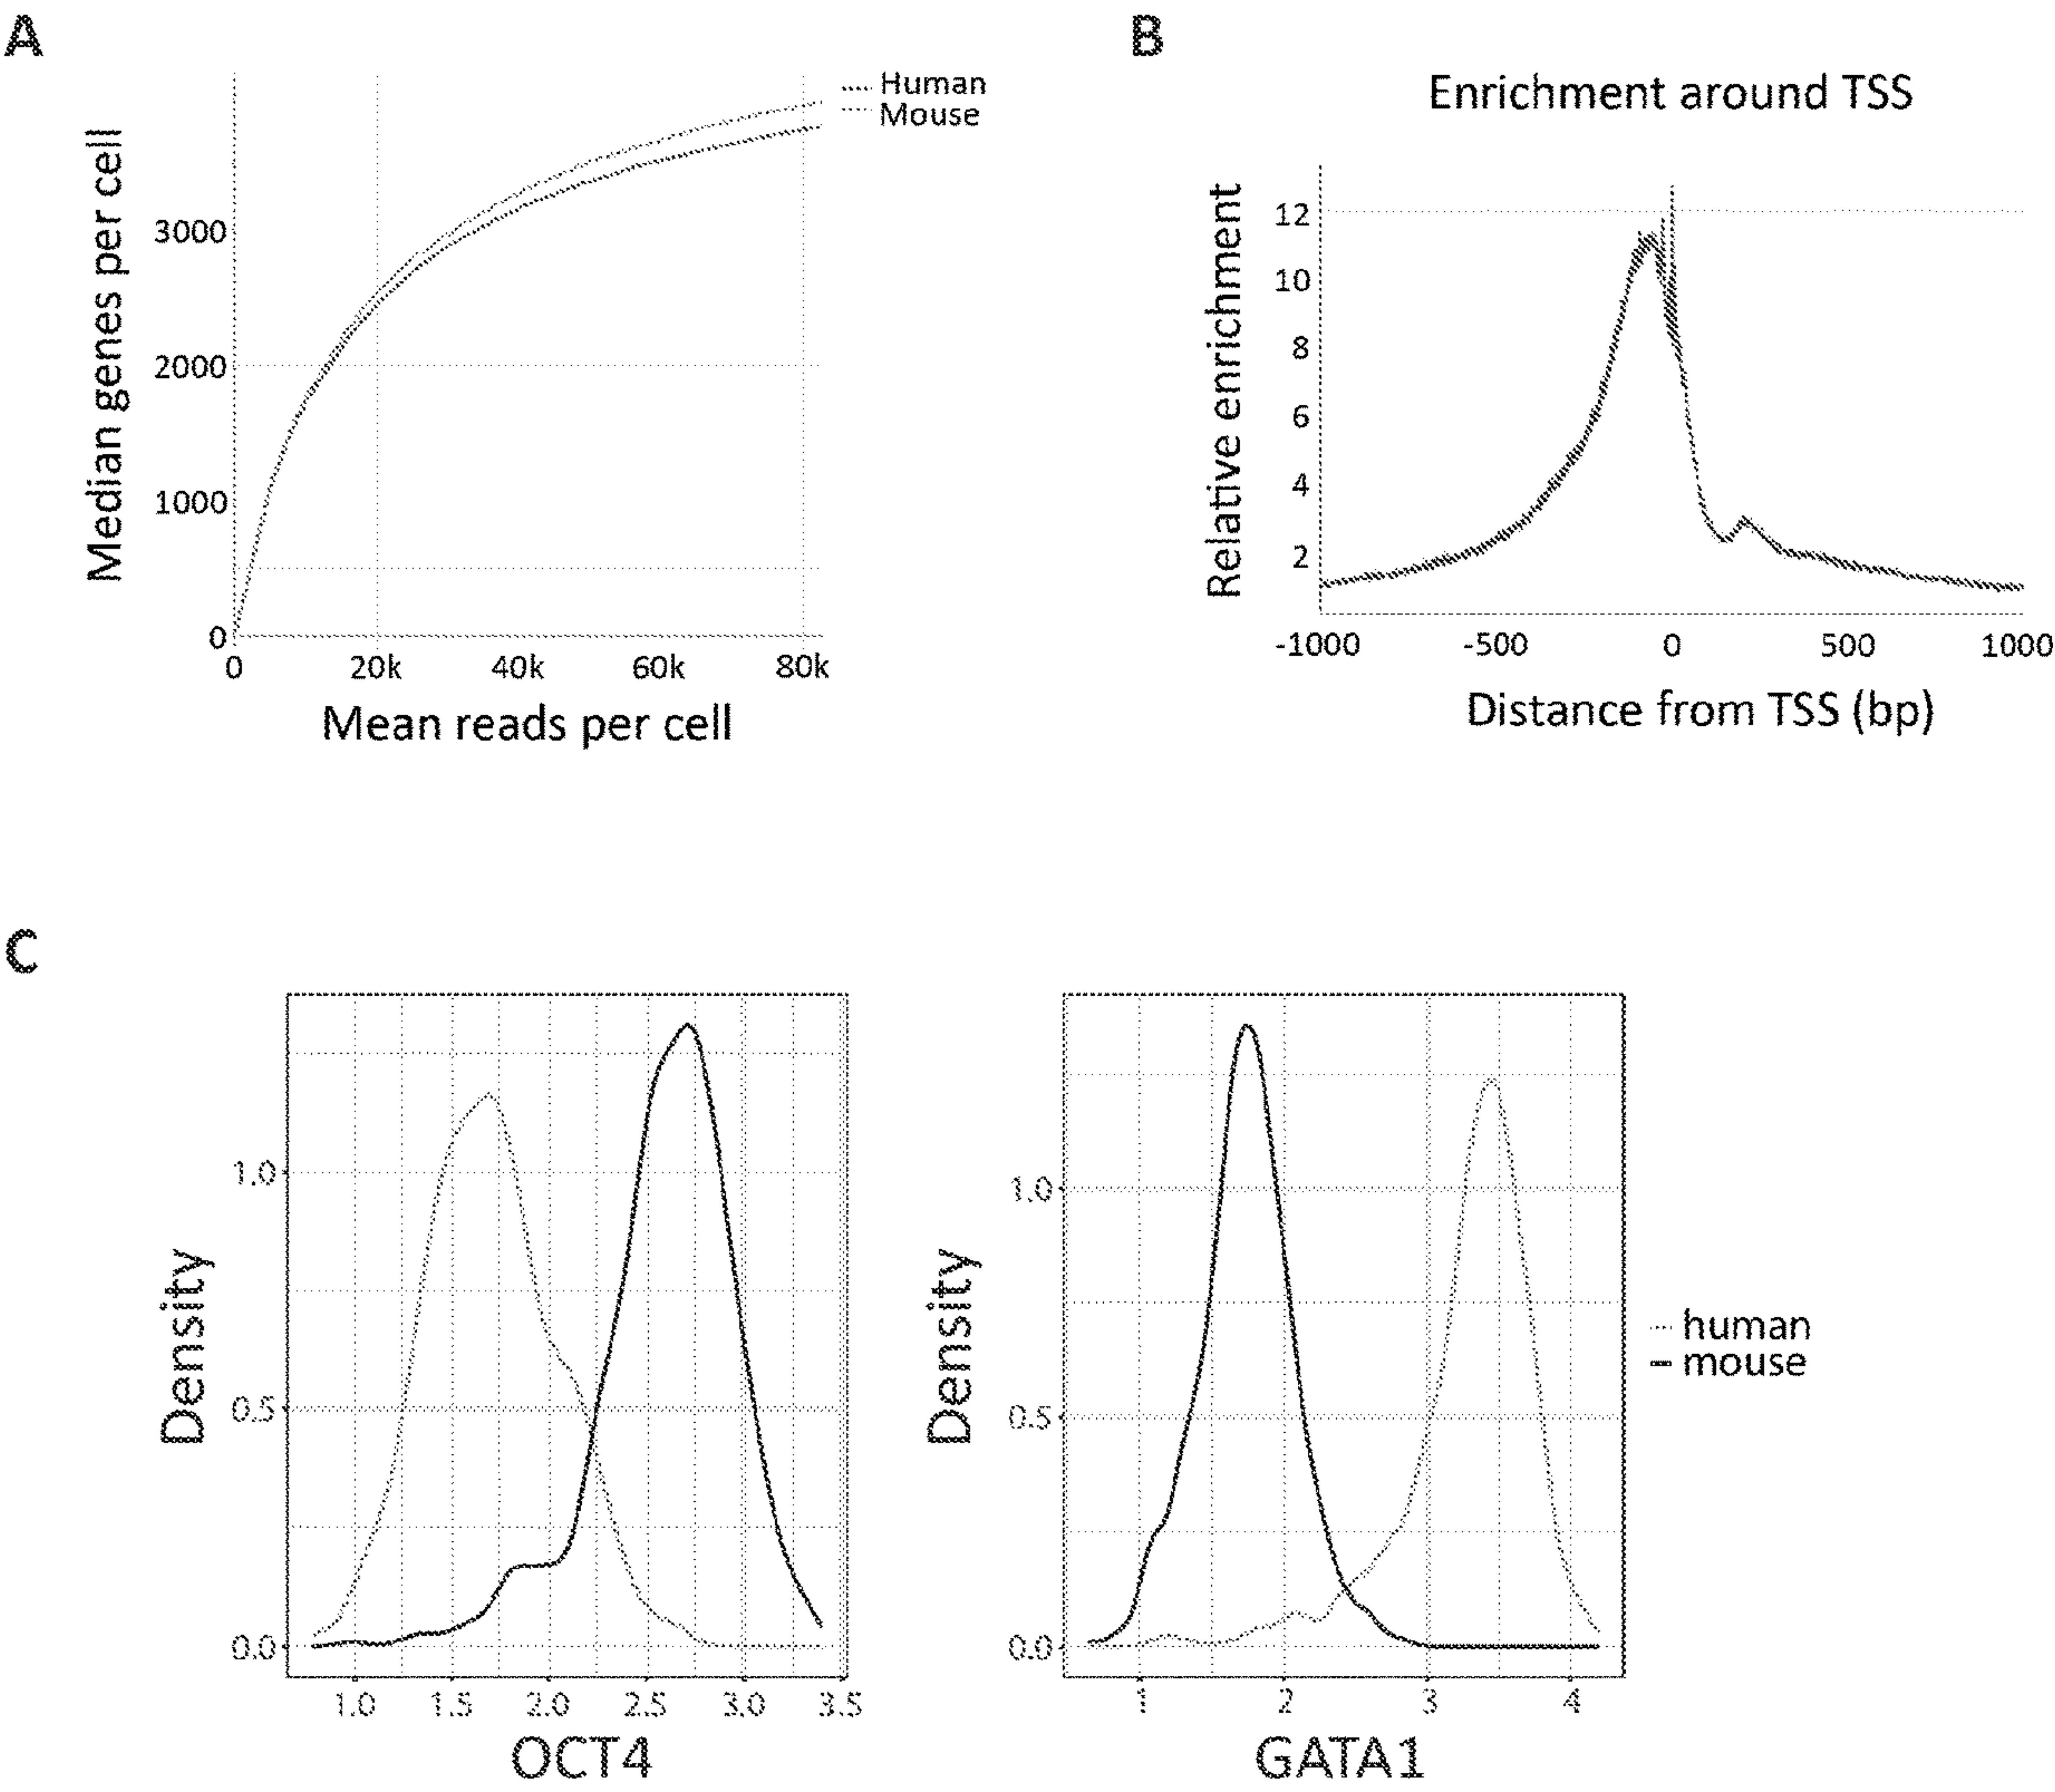 A
Human
Mouse
Median genes per cell
3000
2000
1000
0
0 20k 40k 60k 80k
Mean reads per cell
B
Enrichment around TSS
Relative enrichment
12
10
8
6
4
2
-1000 -500 0 500 1000
Distance from TSS (bp)
C
Density
1.0
0.5
0.0
1.0 1.5 2.0 2.5 3.0 3.5
OCT4
Density
1.0
0.5
0.0
1 2 3 4
GATA1
human
mouse